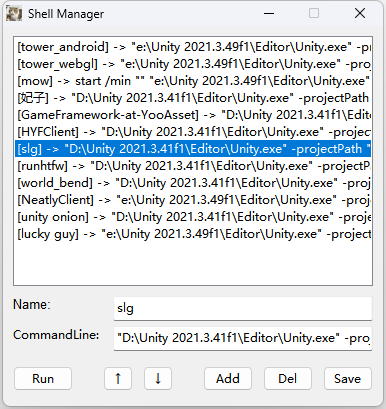 Shell Manager
[tower_android] -> "e:\Unity 2021.3.49f1\Editor\Unity.exe" -pr
[tower_webgl] -> "e:\Unity 2021.3.49f1\Editor\Unity.exe" -proje
[mow] -> start /min "" "e:\Unity 2021.3.49f1\Editor\Unity.exe"
[妃子] -> "D:\Unity 2021.3.41f1\Editor\Unity.exe" -projectPath
[GameFramework-at-YooAsset] -> "D:\Unity 2021.3.41f1\E
[HYFClient] -> "D:\Unity 2021.3.41f1\Editor\Unity.exe" -project
[slg] -> "D:\Unity 2021.3.41f1\Editor\Unity.exe" -projectPath "
[runhtfw] -> "D:\Unity 2021.3.41f1\Editor\Unity.exe" -projectP
[world_bend] -> "D:\Unity 2021.3.41f1\Editor\Unity.exe" -proj
[NeatlyClient] -> "e:\Unity 2021.3.49f1\Editor\Unity.exe" -proj
[unity onion] -> "D:\Unity 2021.3.41f1\Editor\Unity.exe" -proje
[lucky guy] -> "e:\Unity 2021.3.49f1\Editor\Unity.exe" -project
Name: slg
CommandLine: "D:\Unity 2021.3.41f1\Editor\Unity.exe" -proj
Run ↑ ↓ Add Del Save